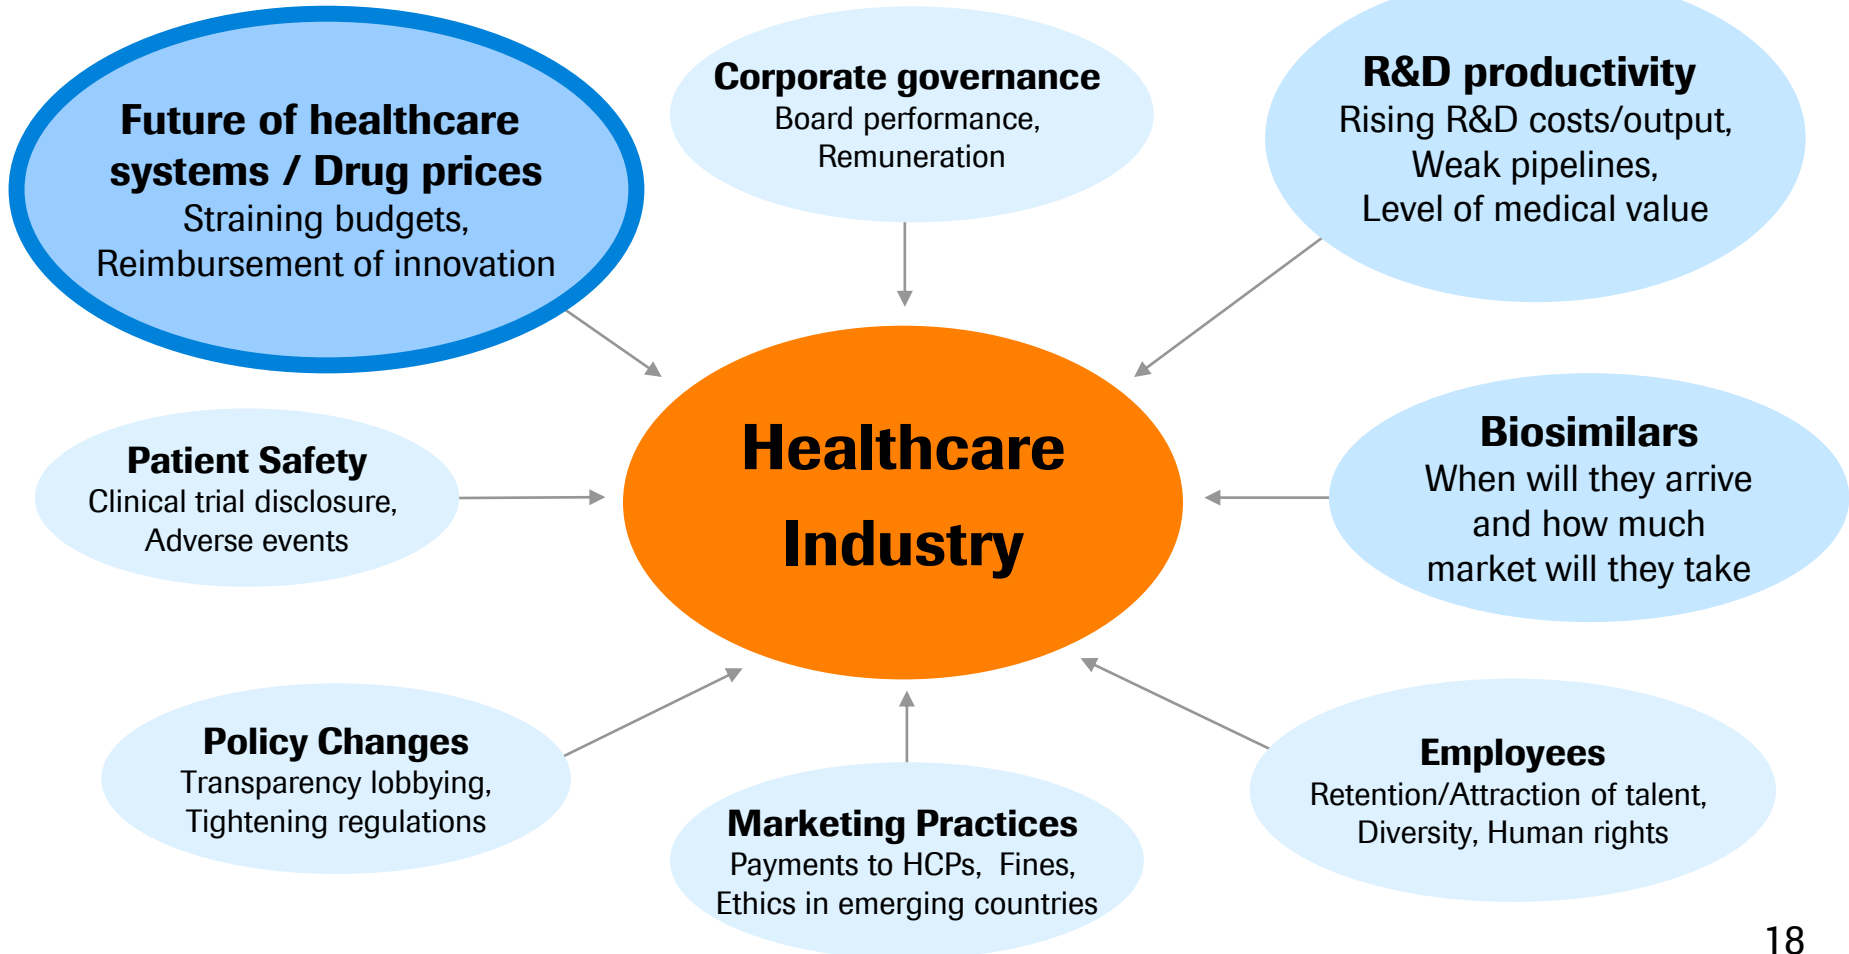 Future of healthcare
systems / Drug prices
Straining budgets,
Reimbursement of innovation
Corporate governance
Board performance,
Remuneration
R&D productivity
Rising R&D costs/output,
Weak pipelines,
Level of medical value
Patient Safety
Clinical trial disclosure,
Adverse events
Healthcare
Industry
Biosimilars
When will they arrive
and how much
market will they take
Policy Changes
Transparency lobbying,
Tightening regulations
Marketing Practices
Payments to HCPs,  Fines,
Ethics in emerging countries
Employees
Retention/Attraction of talent,
Diversity, Human rights
18